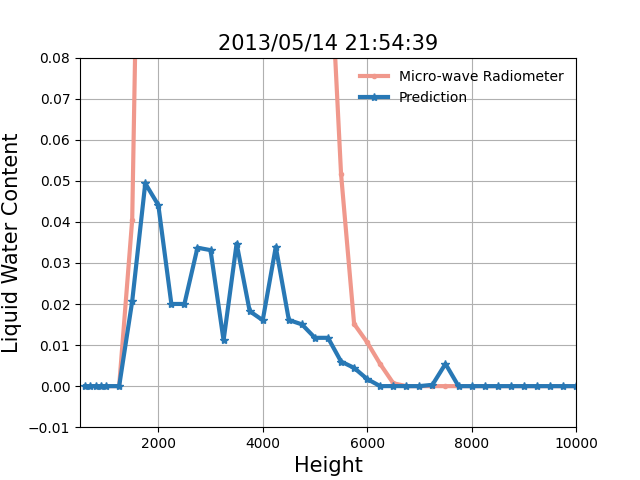 2013/05/14 21:54:39
Micro-wave Radiometer
Prediction
Liquid Water Content
0.08
0.07
0.06
0.05
0.04
0.03
0.02
0.01
0.00
−0.01
2000 4000 6000 8000 10000
Height